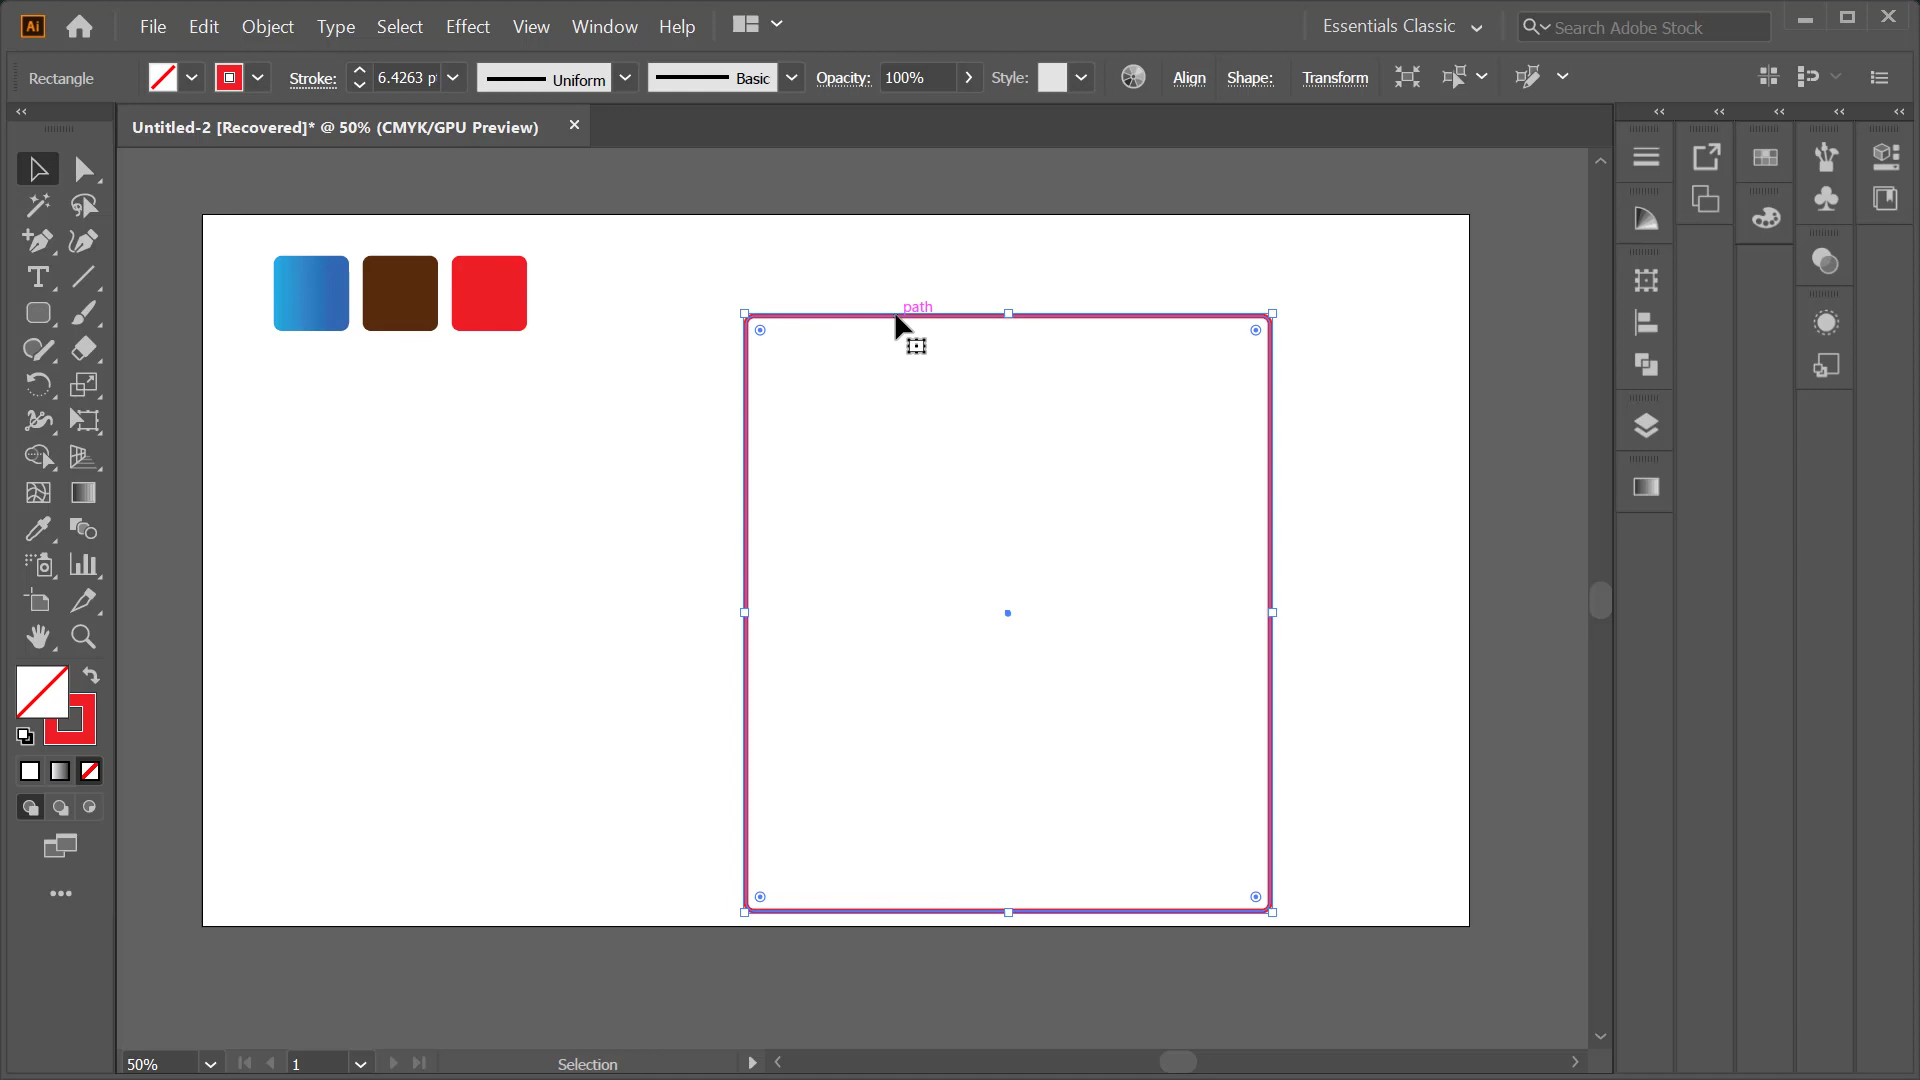 Ai File Edit Object Type Select Effect View Window Help Essentials Classic Search Adobe Stock
Rectangle Stroke: 6.4263 p Uniform Basic Opacity: 100% Style: Align Shape: Transform
Untitled-2 [Recovered]* @ 50% (CMYK/GPU Preview)
path
50% 1 Selection